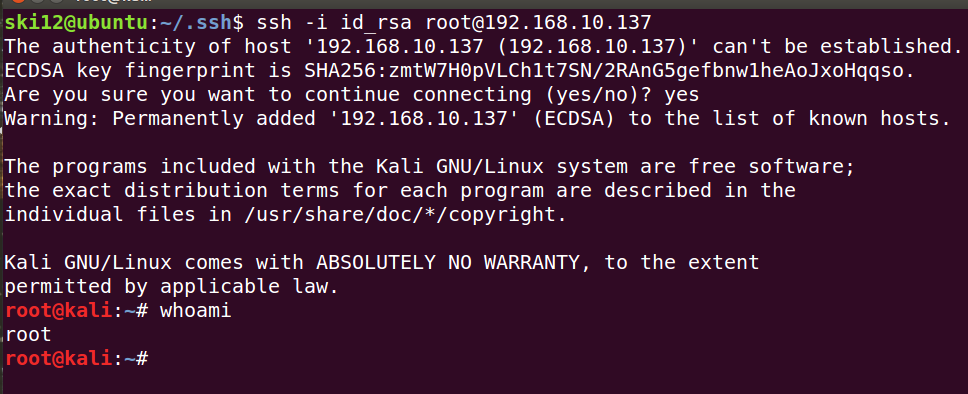 ski12@ubuntu:~/.ssh$ ssh -i id_rsa root@192.168.10.137
The authenticity of host '192.168.10.137 (192.168.10.137)' can't be established.
ECDSA key fingerprint is SHA256:zmtW7H0pVLCh1t7SN/2RAnG5gefbnw1heAoJxoHqqso.
Are you sure you want to continue connecting (yes/no)? yes
Warning: Permanently added '192.168.10.137' (ECDSA) to the list of known hosts.
The programs included with the Kali GNU/Linux system are free software;
the exact distribution terms for each program are described in the
individual files in /usr/share/doc/*/copyright.
Kali GNU/Linux comes with ABSOLUTELY NO WARRANTY, to the extent
permitted by applicable law.
root@kali:~# whoami
root
root@kali:~#